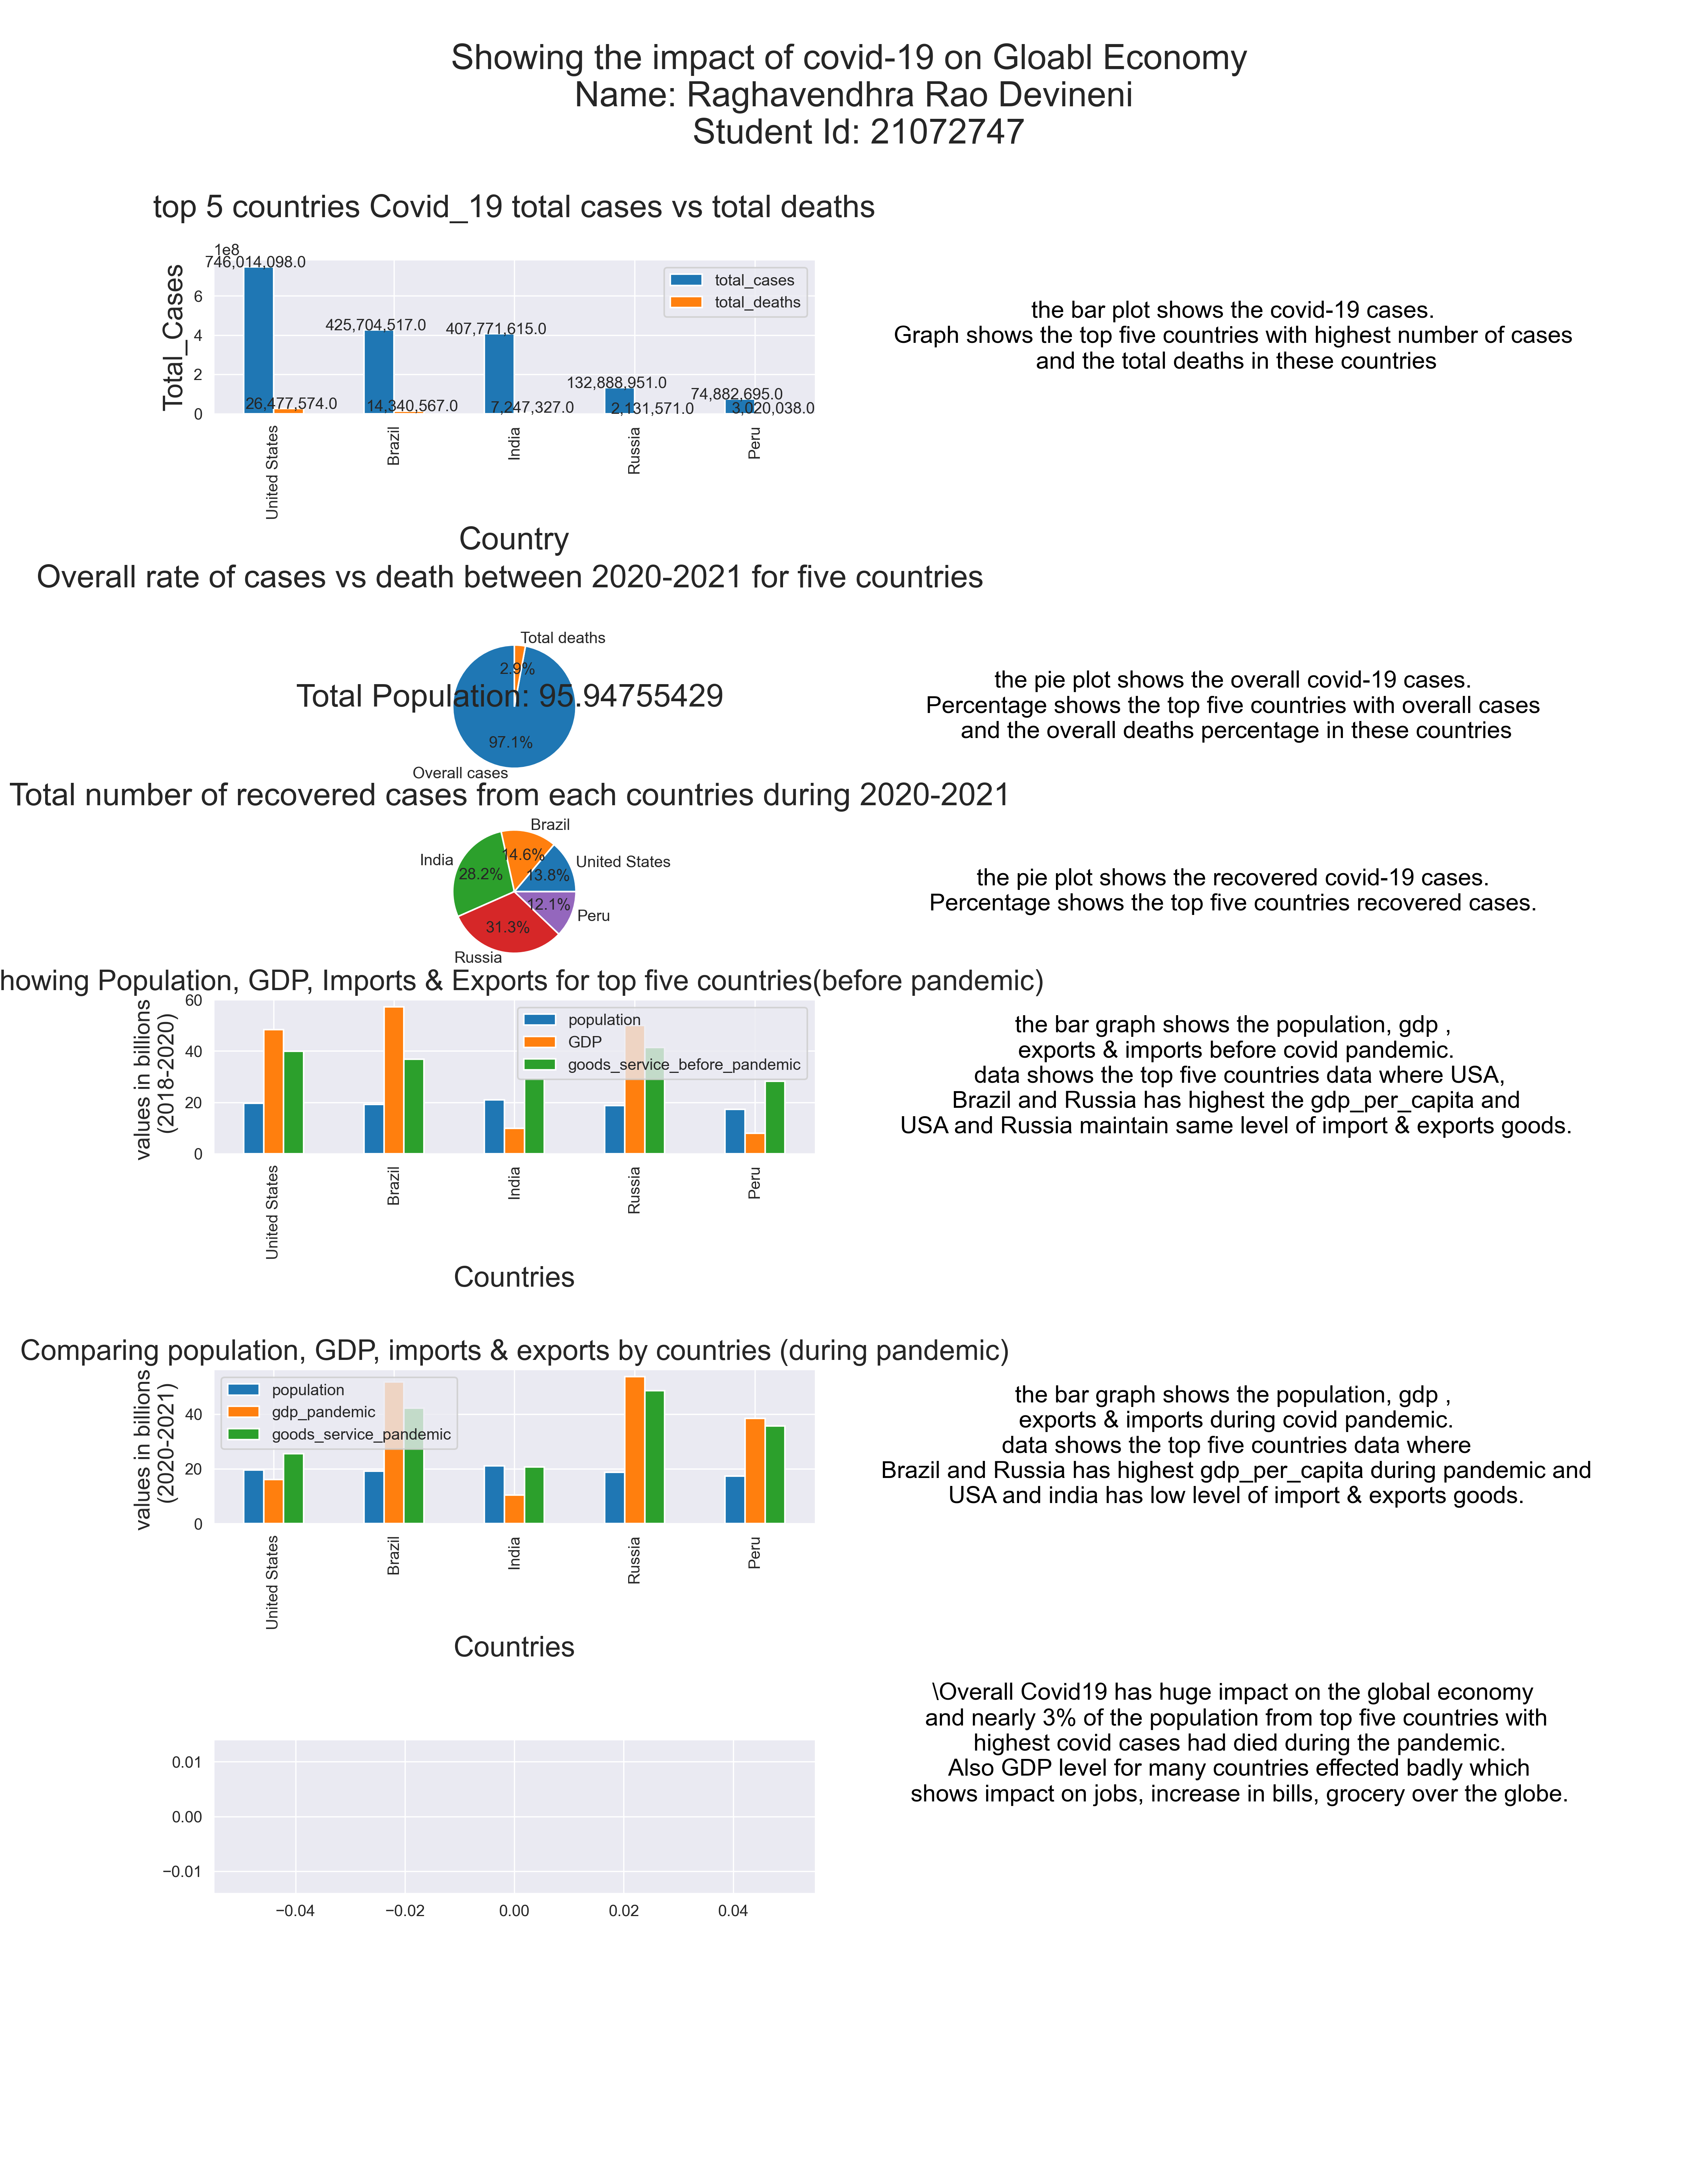 Showing the impact of covid-19 on Gloabl Economy
Name: Raghavendhra Rao Devineni
Student Id: 21072747
top 5 countries Covid_19 total cases vs total deaths
1e8
746,014,098.0
425,704,517.0
407,771,615.0
132,888,951.0
74,882,695.0
26,477,574.0
14,340,567.0
7,247,327.0
2,131,571.0
3,020,038.0
total_cases
total_deaths
Total_Cases
6
4
2
0
United States
Brazil
India
Russia
Peru
Country
the bar plot shows the covid-19 cases.
Graph shows the top five countries with highest number of cases
and the total deaths in these countries
Overall rate of cases vs death between 2020-2021 for five countries
Total deaths
2.9%
Total Population: 95.94755429
97.1%
Overall cases
the pie plot shows the overall covid-19 cases.
Percentage shows the top five countries with overall cases
and the overall deaths percentage in these countries
Total number of recovered cases from each countries during 2020-2021
Brazil
14.6%
India
28.2%
United States
13.8%
12.1%
Peru
31.3%
Russia
the pie plot shows the recovered covid-19 cases.
Percentage shows the top five countries recovered cases.
howing Population, GDP, Imports & Exports for top five countries(before pandemic)
values in billions
(2018-2020)
60
40
20
0
population
GDP
goods_service_before_pandemic
United States
Brazil
India
Russia
Peru
Countries
the bar graph shows the population, gdp ,
exports & imports before covid pandemic.
data shows the top five countries data where USA,
Brazil and Russia has highest the gdp_per_capita and
USA and Russia maintain same level of import & exports goods.
Comparing population, GDP, imports & exports by countries (during pandemic)
values in billions
(2020-2021)
40
20
0
population
gdp_pandemic
goods_service_pandemic
United States
Brazil
India
Russia
Peru
Countries
the bar graph shows the population, gdp ,
exports & imports during covid pandemic.
data shows the top five countries data where
Brazil and Russia has highest gdp_per_capita during pandemic and
USA and india has low level of import & exports goods.
\Overall Covid19 has huge impact on the global economy
and nearly 3% of the population from top five countries with
highest covid cases had died during the pandemic.
Also GDP level for many countries effected badly which
shows impact on jobs, increase in bills, grocery over the globe.
0.01
0.00
−0.01
−0.04
−0.02
0.00
0.02
0.04